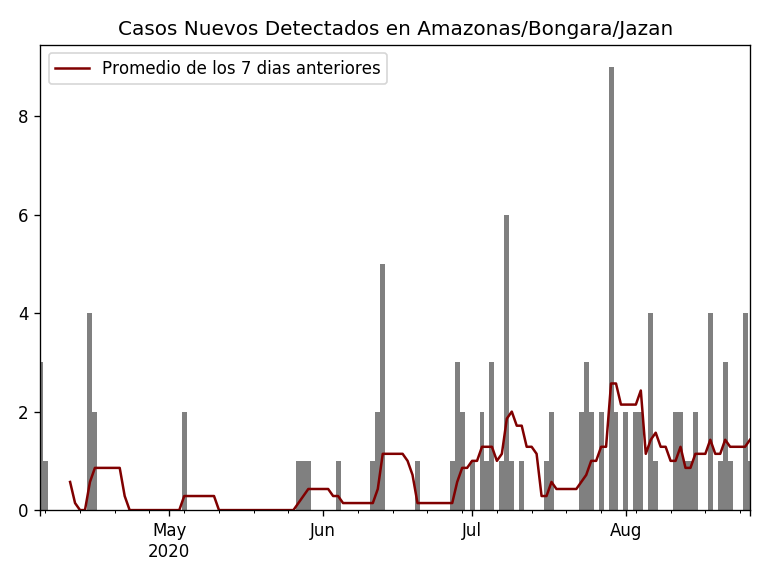 Casos Nuevos Detectados en Amazonas/Bongara/Jazan
Promedio de los 7 dias anteriores
8
6
4
2
0
May
2020
Jun
Jul
Aug